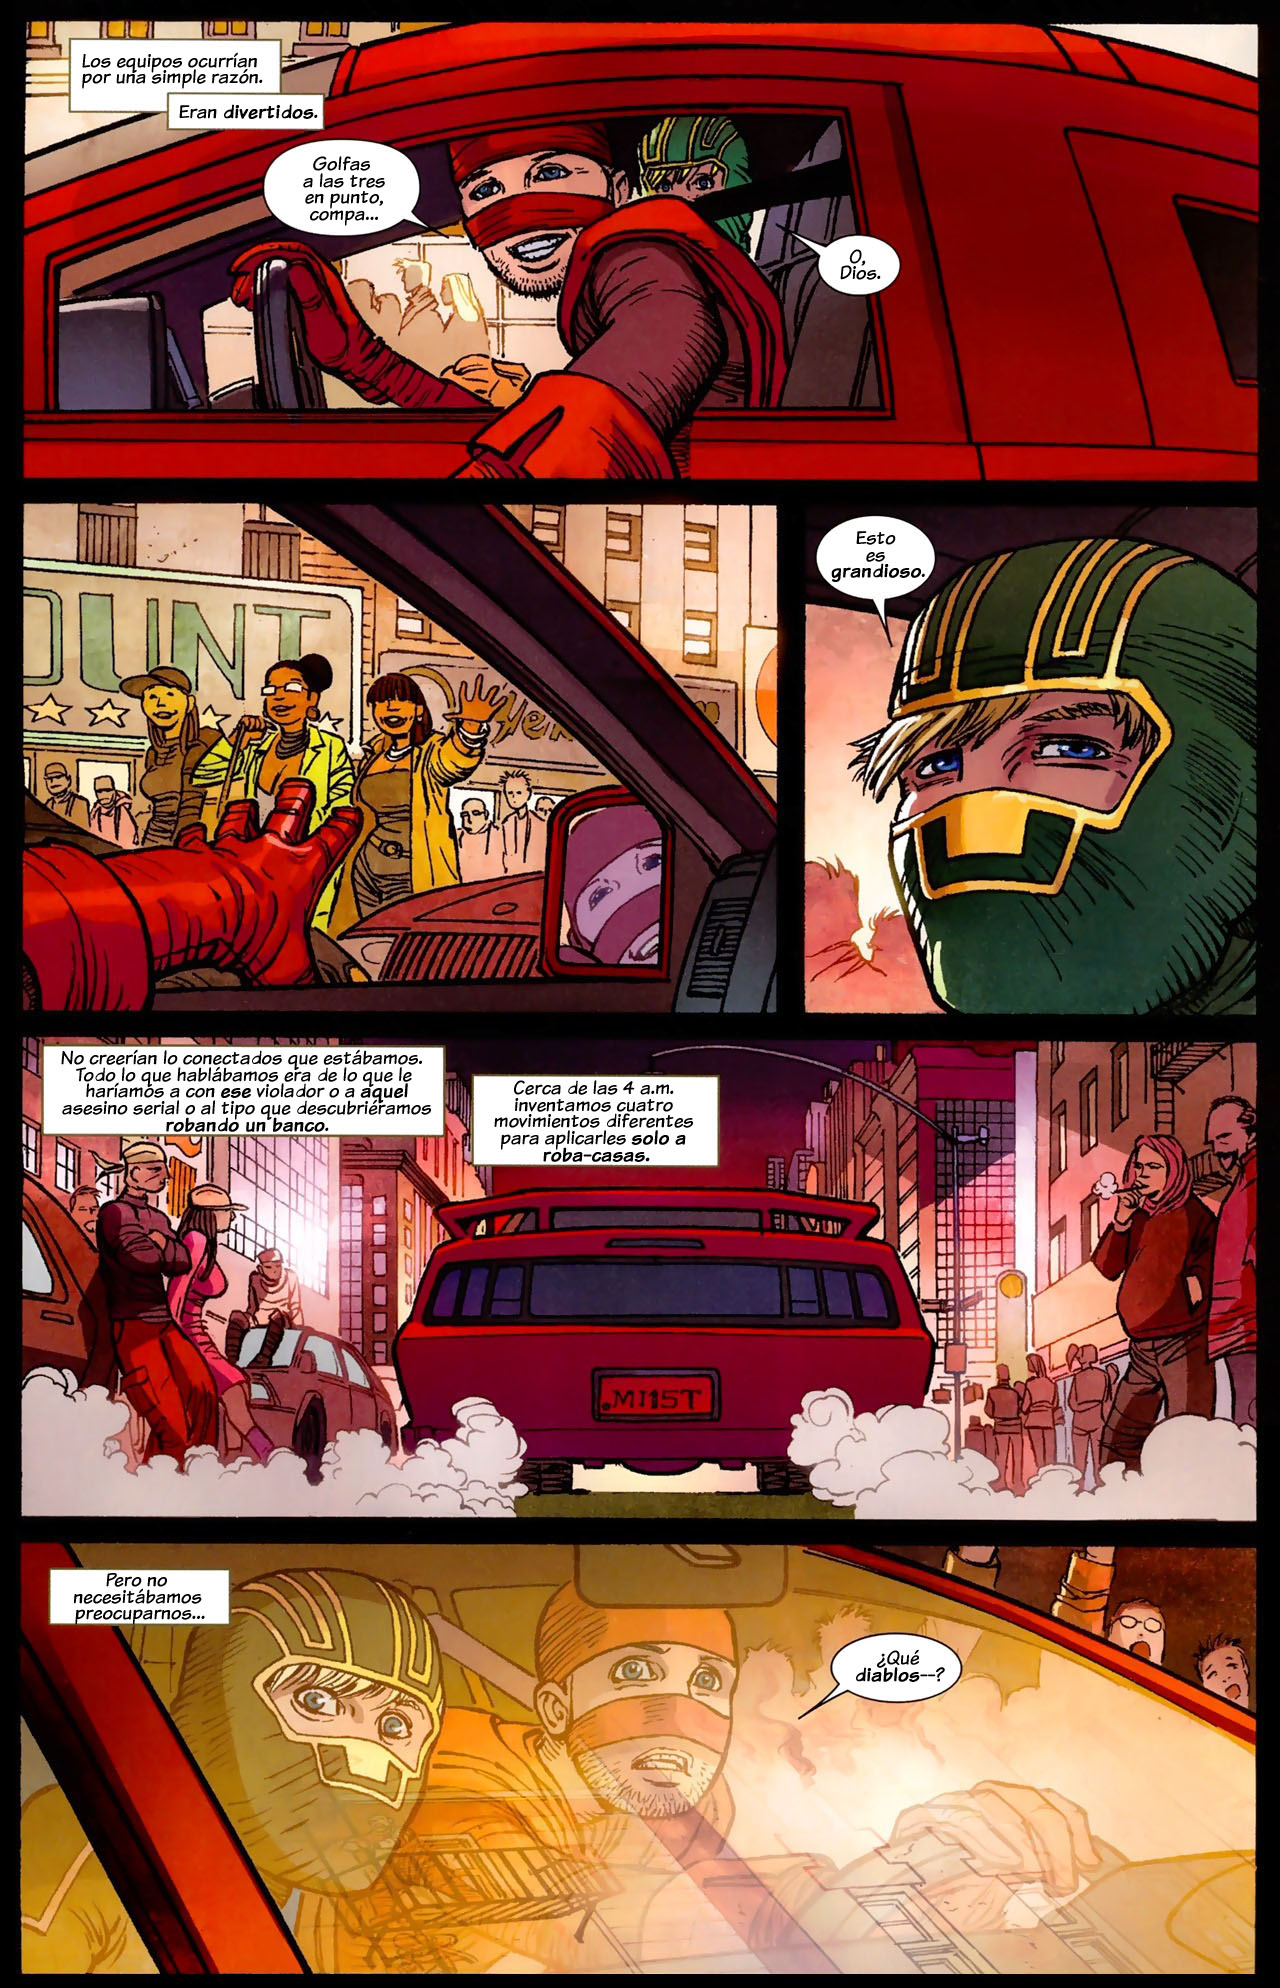 Los equipos ocurrían
por una simple razón.
Eran divertidos.
Golfas
a las tres
en punto,
compa...
O,
Dios.
OUNT
Esto
es
grandioso.
No creerían lo conectados que estábamos.
Todo lo que hablábamos era de lo que le
haríamos a con ese violador o a aquel
asesino serial o al tipo que descubriéramos
robando un banco.
Cerca de las 4 a.m.
inventamos cuatro
movimientos diferentes
para aplicarles solo a
roba-casas.
Pero no
necesitábamos
preocuparnos...
¿Qué
diablos--?